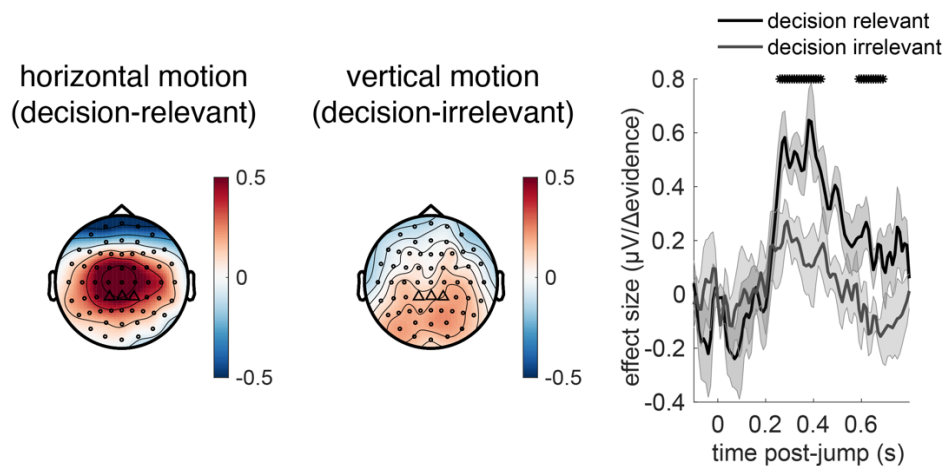 horizontal motion
(decision-relevant)
0.5
0
-0.5
vertical motion
(decision-irrelevant)
0.5
0
-0.5
decision relevant
decision irrelevant
effect size (µV/Δevidence)
0.8
0.6
0.4
0.2
0
-0.2
-0.4
0 0.2 0.4 0.6
time post-jump (s)